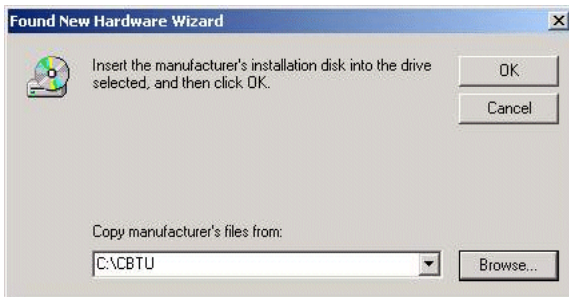 Found New Hardware Wizard
Insert the manufacturer's installation disk into the drive
selected, and then click OK.
OK
Cancel
Copy manufacturer's files from:
C:\CBTU
Browse...